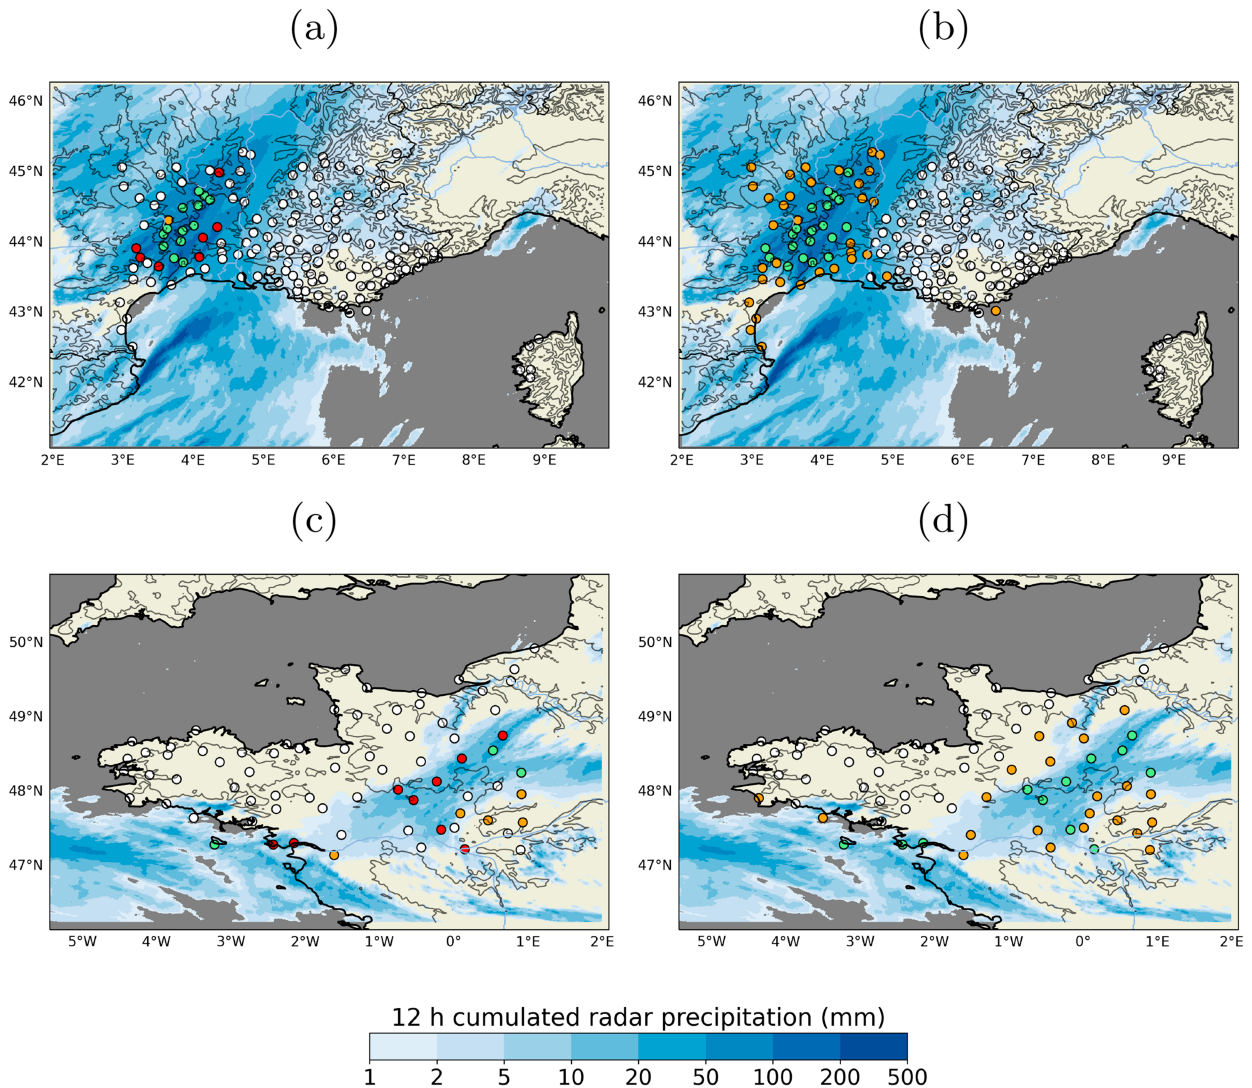 (a) (b)
46°N 46°N
45°N 45°N
44°N 44°N
43°N 43°N
42°N 42°N
2°E 3°E 4°E 5°E 6°E 7°E 8°E 9°E 2°E 3°E 4°E 5°E 6°E 7°E 8°E 9°E
(c) (d)
50°N 50°N
49°N 49°N
48°N 48°N
47°N 47°N
5°W 4°W 3°W 2°W 1°W 0° 1°E 2°E 5°W 4°W 3°W 2°W 1°W 0° 1°E 2°E
12 h cumulated radar precipitation (mm)
1 2 5 10 20 50 100 200 500